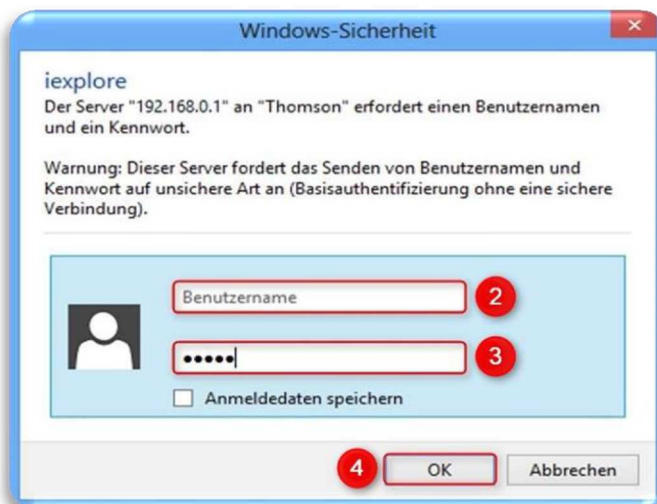 Windows-Sicherheit
iexplore
Der Server "192.168.0.1" an "Thomson" erfordert einen Benutzernamen
und ein Kennwort.
Warnung: Dieser Server fordert das Senden von Benutzernamen und
Kennwort auf unsichere Art an (Basisauthentifizierung ohne eine sichere
Verbindung).
Benutzername 2
••••• 3
Anmeldedaten speichern
4 OK Abbrechen